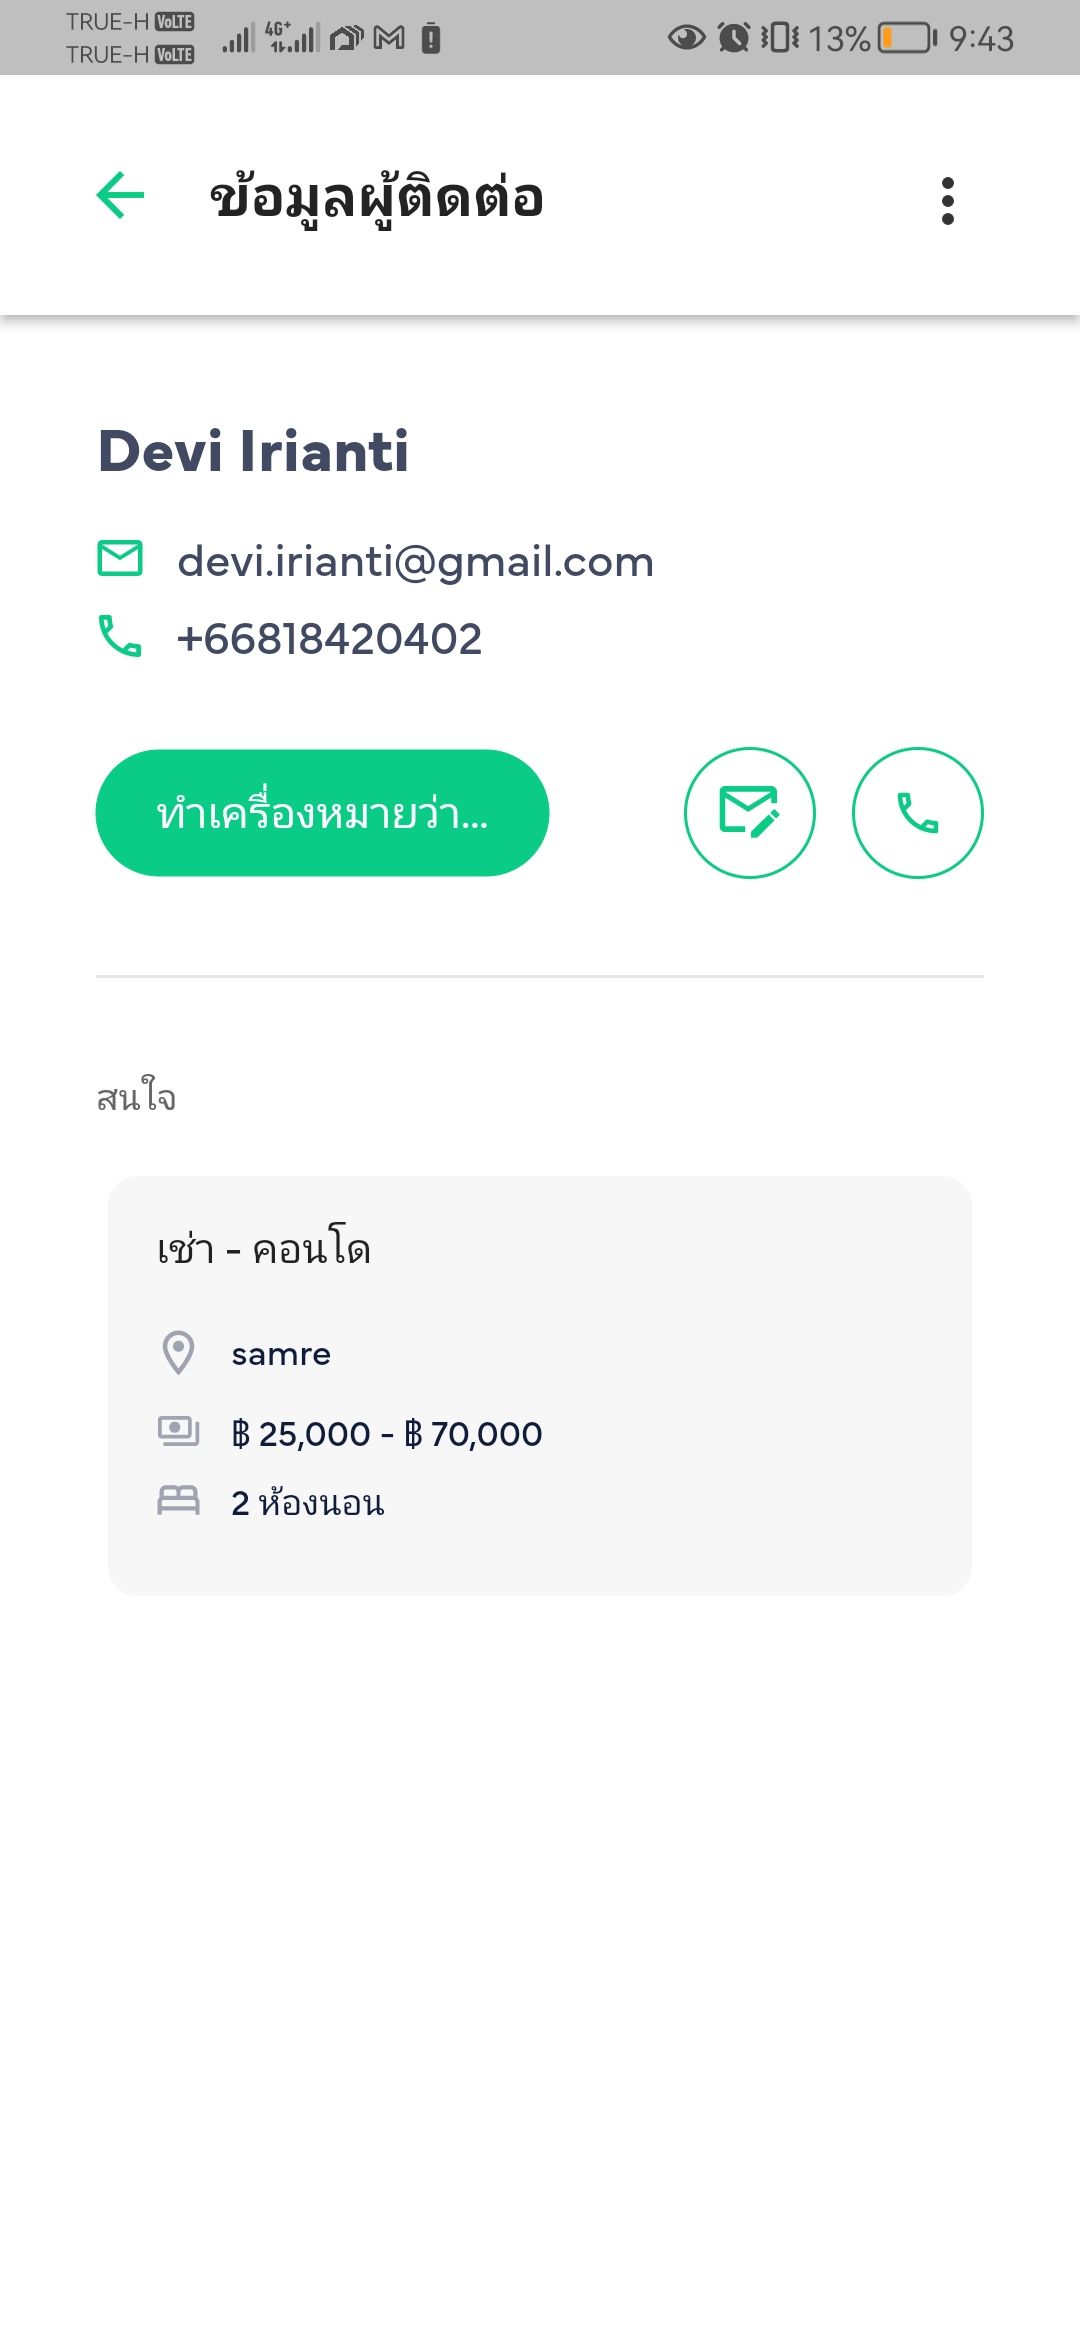 TRUE-H VoLTE
TRUE-H VoLTE
4G+
13%
9:43
ข้อมูลผู้ติดต่อ
Devi Irianti
devi.irianti@gmail.com
+66818420402
ทำเครื่องหมายว่า...
สนใจ
เช่า - คอนโด
samre
฿ 25,000 - ฿ 70,000
2 ห้องนอน